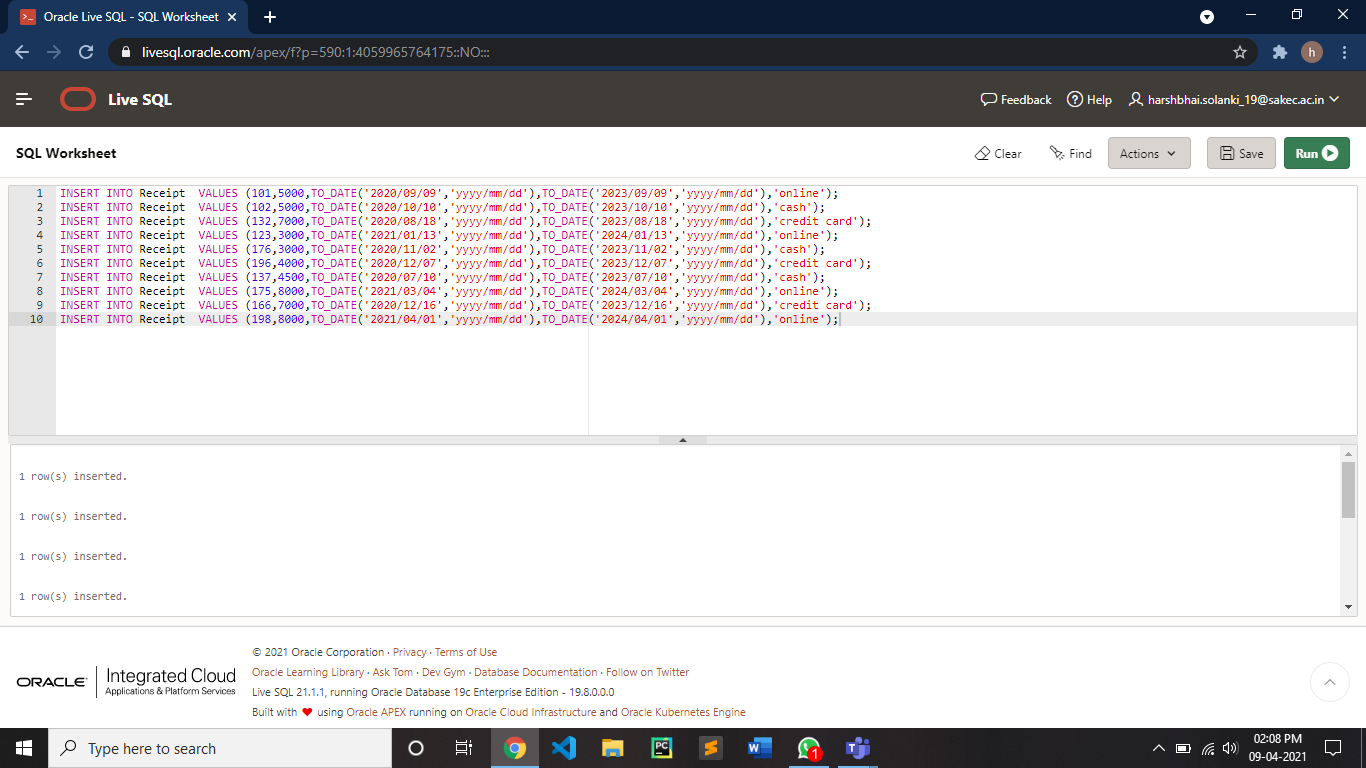 Oracle Live SQL - SQL Worksheet
livesql.oracle.com/apex/f?p=590:1:4059965764175::NO:::
h
Live SQL
Feedback
Help
harshbhai.solanki_19@sakec.ac.in
SQL Worksheet
Clear
Find
Actions
Save
Run
1 INSERT INTO Receipt  VALUES (101,5000,TO_DATE('2020/09/09','yyyy/mm/dd'),TO_DATE('2023/09/09','yyyy/mm/dd'),'online');
2 INSERT INTO Receipt  VALUES (102,5000,TO_DATE('2020/10/10','yyyy/mm/dd'),TO_DATE('2023/10/10','yyyy/mm/dd'),'cash');
3 INSERT INTO Receipt  VALUES (132,7000,TO_DATE('2020/08/18','yyyy/mm/dd'),TO_DATE('2023/08/18','yyyy/mm/dd'),'credit card');
4 INSERT INTO Receipt  VALUES (123,3000,TO_DATE('2021/01/13','yyyy/mm/dd'),TO_DATE('2024/01/13','yyyy/mm/dd'),'online');
5 INSERT INTO Receipt  VALUES (176,3000,TO_DATE('2020/11/02','yyyy/mm/dd'),TO_DATE('2023/11/02','yyyy/mm/dd'),'cash');
6 INSERT INTO Receipt  VALUES (196,4000,TO_DATE('2020/12/07','yyyy/mm/dd'),TO_DATE('2023/12/07','yyyy/mm/dd'),'credit card');
7 INSERT INTO Receipt  VALUES (137,4500,TO_DATE('2020/07/10','yyyy/mm/dd'),TO_DATE('2023/07/10','yyyy/mm/dd'),'cash');
8 INSERT INTO Receipt  VALUES (175,8000,TO_DATE('2021/03/04','yyyy/mm/dd'),TO_DATE('2024/03/04','yyyy/mm/dd'),'online');
9 INSERT INTO Receipt  VALUES (166,7000,TO_DATE('2020/12/16','yyyy/mm/dd'),TO_DATE('2023/12/16','yyyy/mm/dd'),'credit card');
10 INSERT INTO Receipt  VALUES (198,8000,TO_DATE('2021/04/01','yyyy/mm/dd'),TO_DATE('2024/04/01','yyyy/mm/dd'),'online');
1 row(s) inserted.
1 row(s) inserted.
1 row(s) inserted.
1 row(s) inserted.
ORACLE
Integrated Cloud
Applications & Platform Services
© 2021 Oracle Corporation · Privacy · Terms of Use
Oracle Learning Library · Ask Tom · Dev Gym · Database Documentation · Follow on Twitter
Live SQL 21.1.1, running Oracle Database 19c Enterprise Edition - 19.8.0.0.0
Built with ❤ using Oracle APEX running on Oracle Cloud Infrastructure and Oracle Kubernetes Engine
Type here to search
PC
W
1
T
02:08 PM
09-04-2021